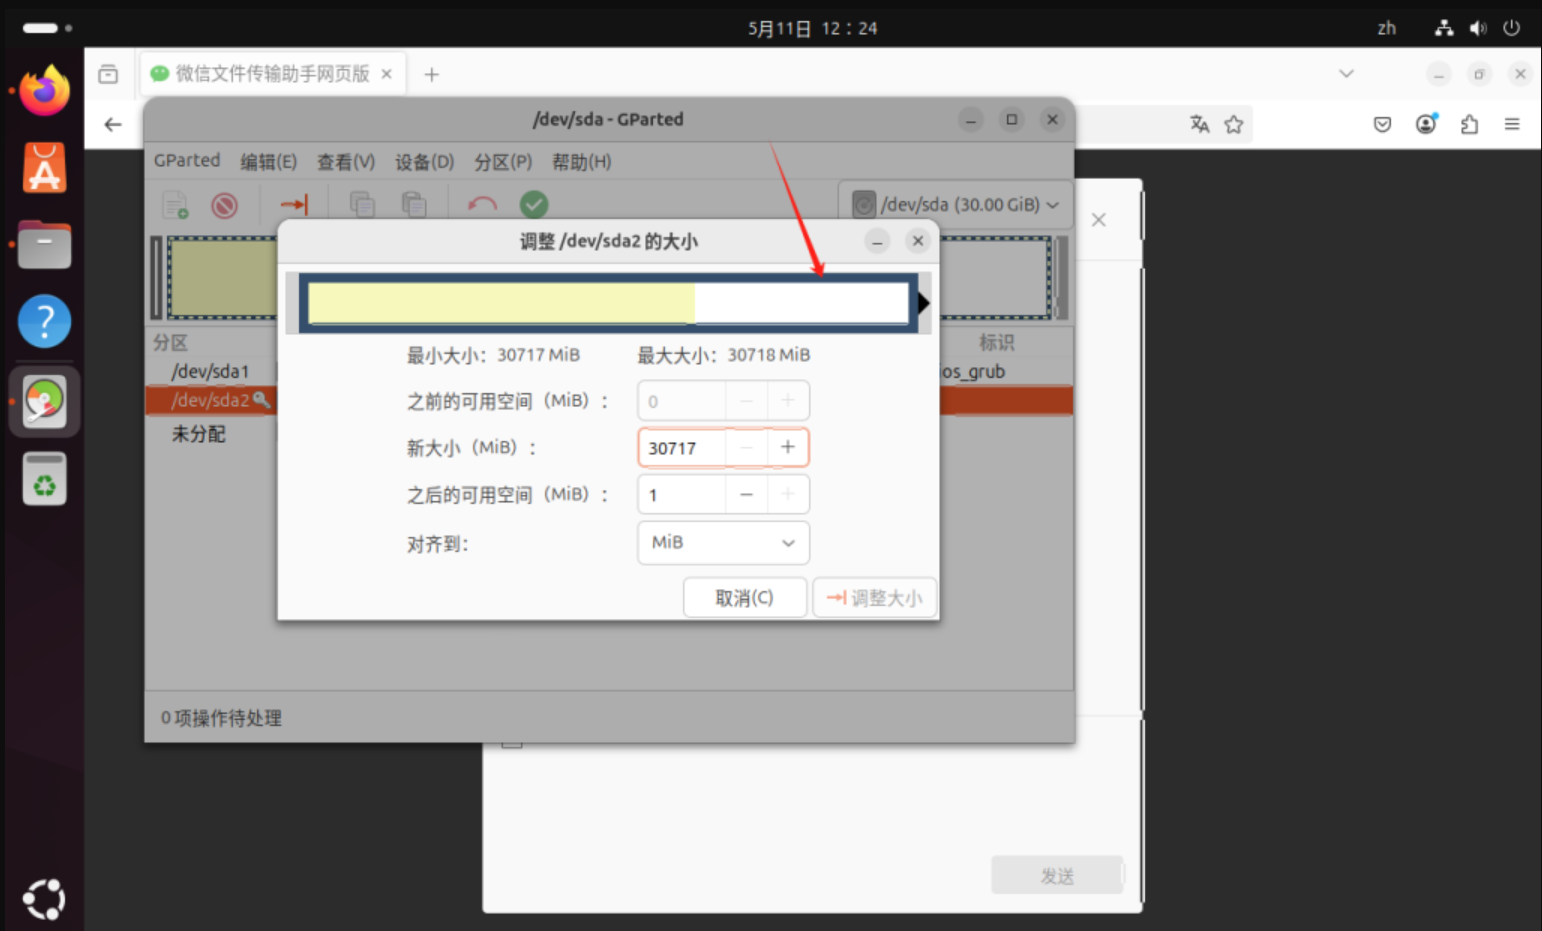 5月11日 12：24
zh
微信文件传输助手网页版
/dev/sda - GParted
GParted 编辑(E) 查看(V) 设备(D) 分区(P) 帮助(H)
/dev/sda (30.00 GiB)
调整 /dev/sda2 的大小
分区 标识
最小大小：30717 MiB 最大大小：30718 MiB
/dev/sda1 ios_grub
/dev/sda2
之前的可用空间（MiB）： 0
未分配
新大小（MiB）： 30717
之后的可用空间（MiB）： 1
对齐到： MiB
取消(C) 调整大小
0 项操作待处理
发送